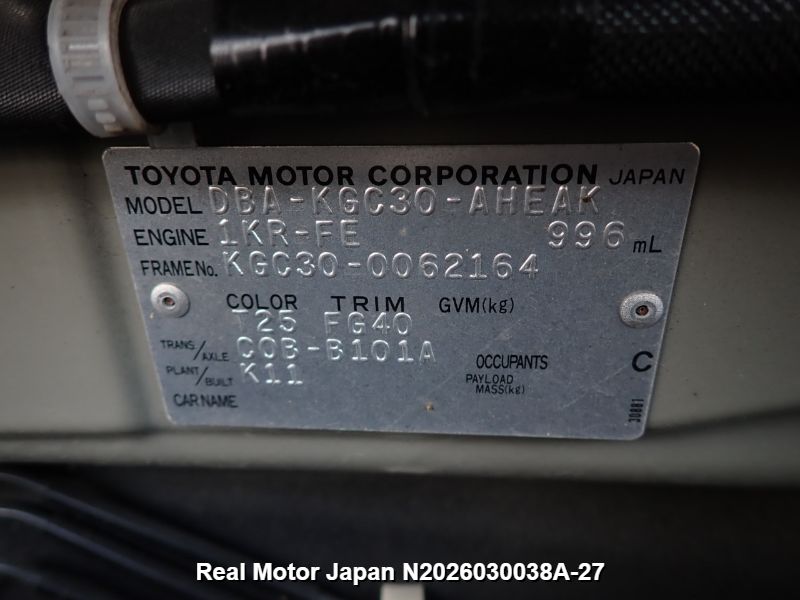 TOYOTA MOTOR CORPORATION JAPAN
MODEL DBA-KGC30-AHEAK
ENGINE 1KR-FE 996 mL
FRAME No. KGC30-0062164
COLOR TRIM GVM(kg)
T25 FG40
TRANS/AXLE C0B-B101A OCCUPANTS C
PLANT/BUILT K11 PAYLOAD MASS(kg)
CAR NAME
30881
Real Motor Japan N2026030038A-27